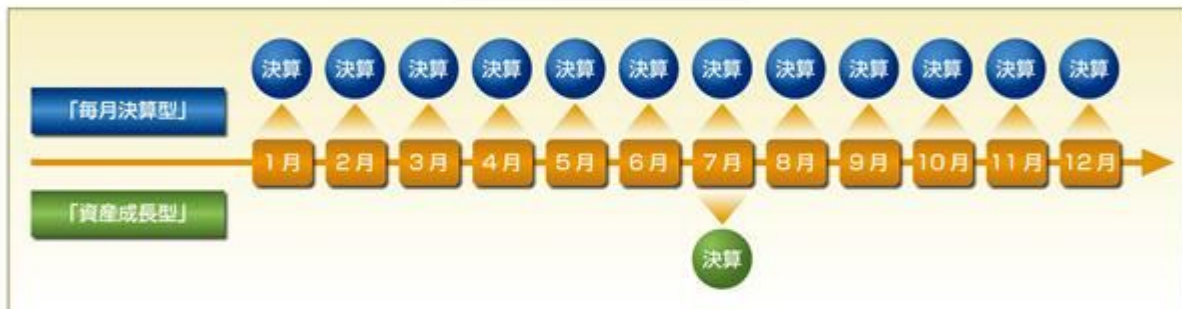 決算 決算 決算 決算 決算 決算 決算 決算 決算 決算 決算 決算
「毎月決算型」
1月 2月 3月 4月 5月 6月 7月 8月 9月 10月 11月 12月
「資産成長型」
決算